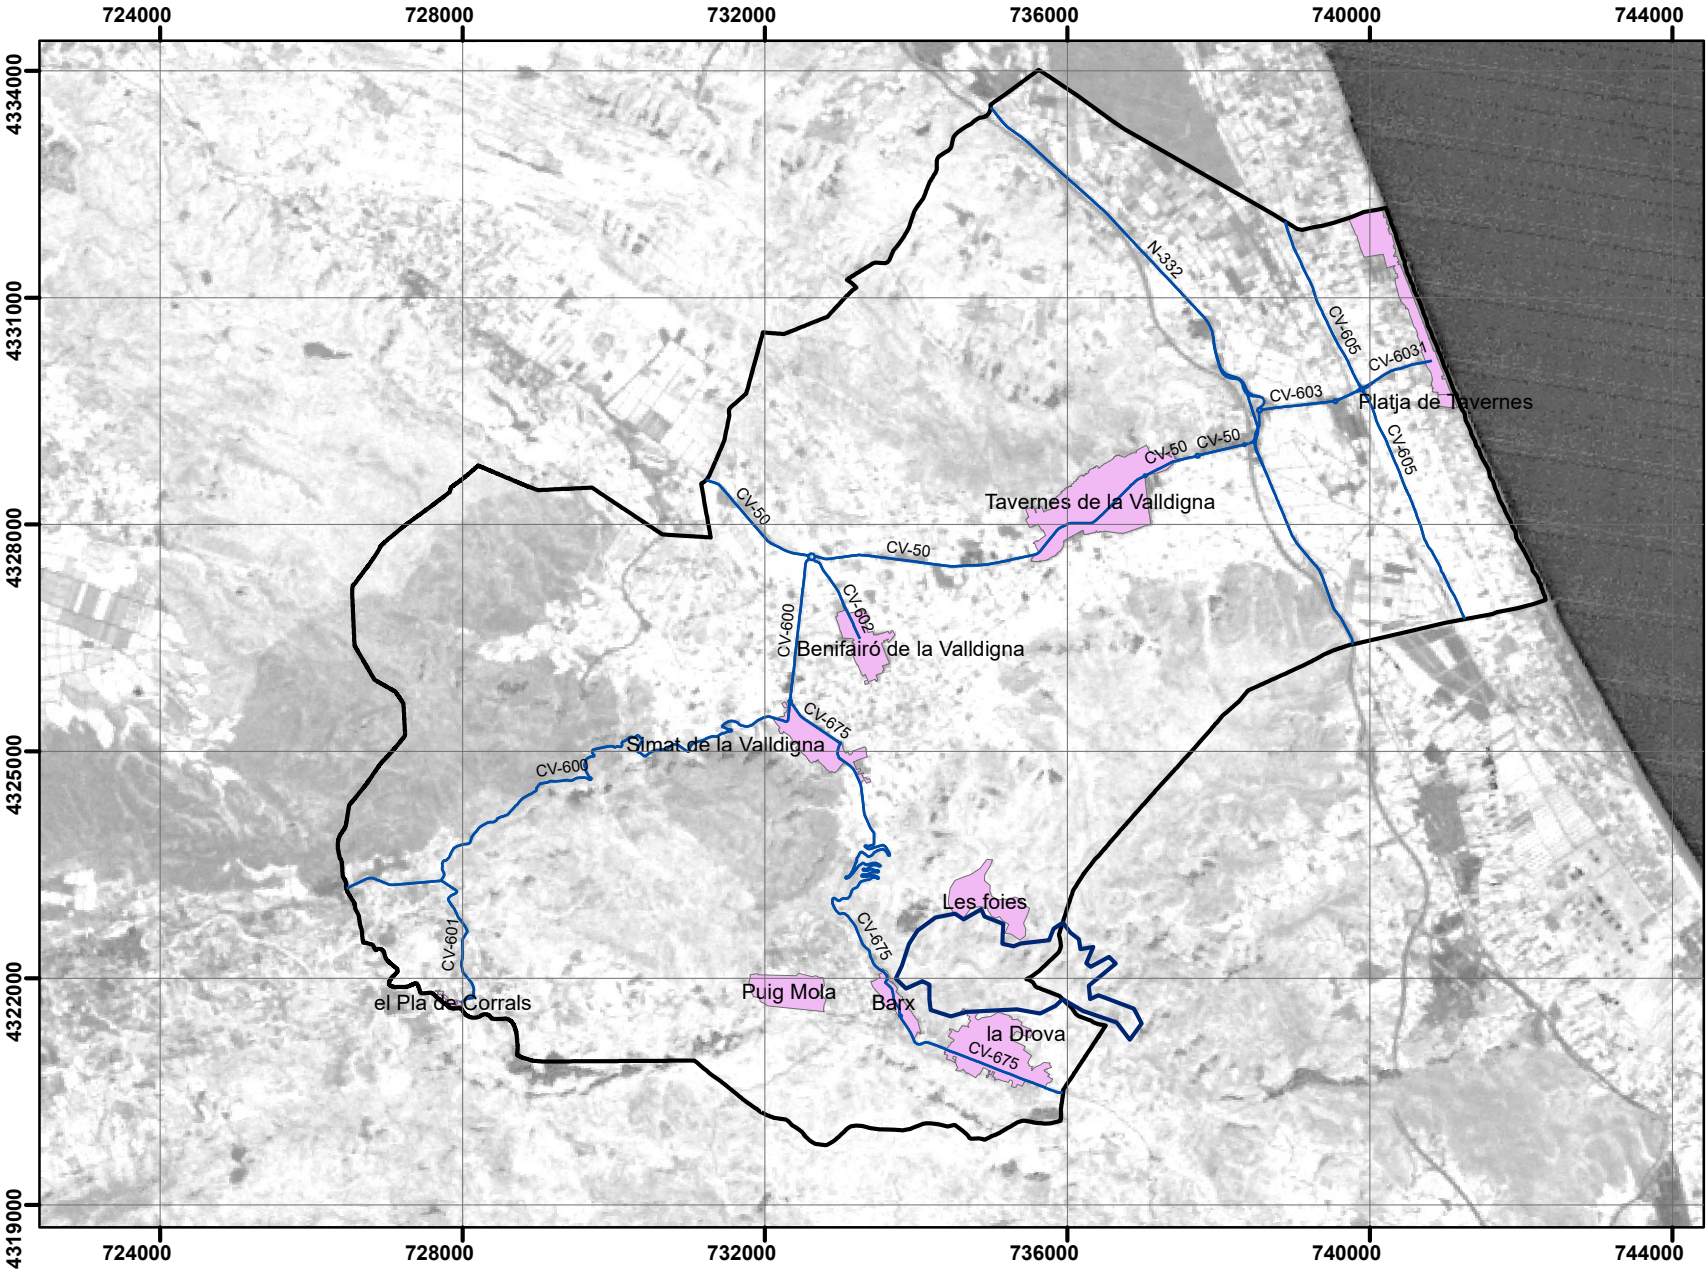 724000 728000 732000 736000 740000 744000
4334000
N-332
4331000
CV-605
CV-6031
CV-603
Platja de Tavernes
CV-605
CV-50 CV-50
CV-50
Tavernes de la Valldigna
4328000
CV-50
CV-602
CV-600
Benifairó de la Valldigna
CV-675
Simat de la Valldigna
4325000
CV-600
Les foies
CV-601
CV-675
4322000
Puig Mola
Barx
el Pla de Corrals
la Drova
CV-675
4319000
724000 728000 732000 736000 740000 744000